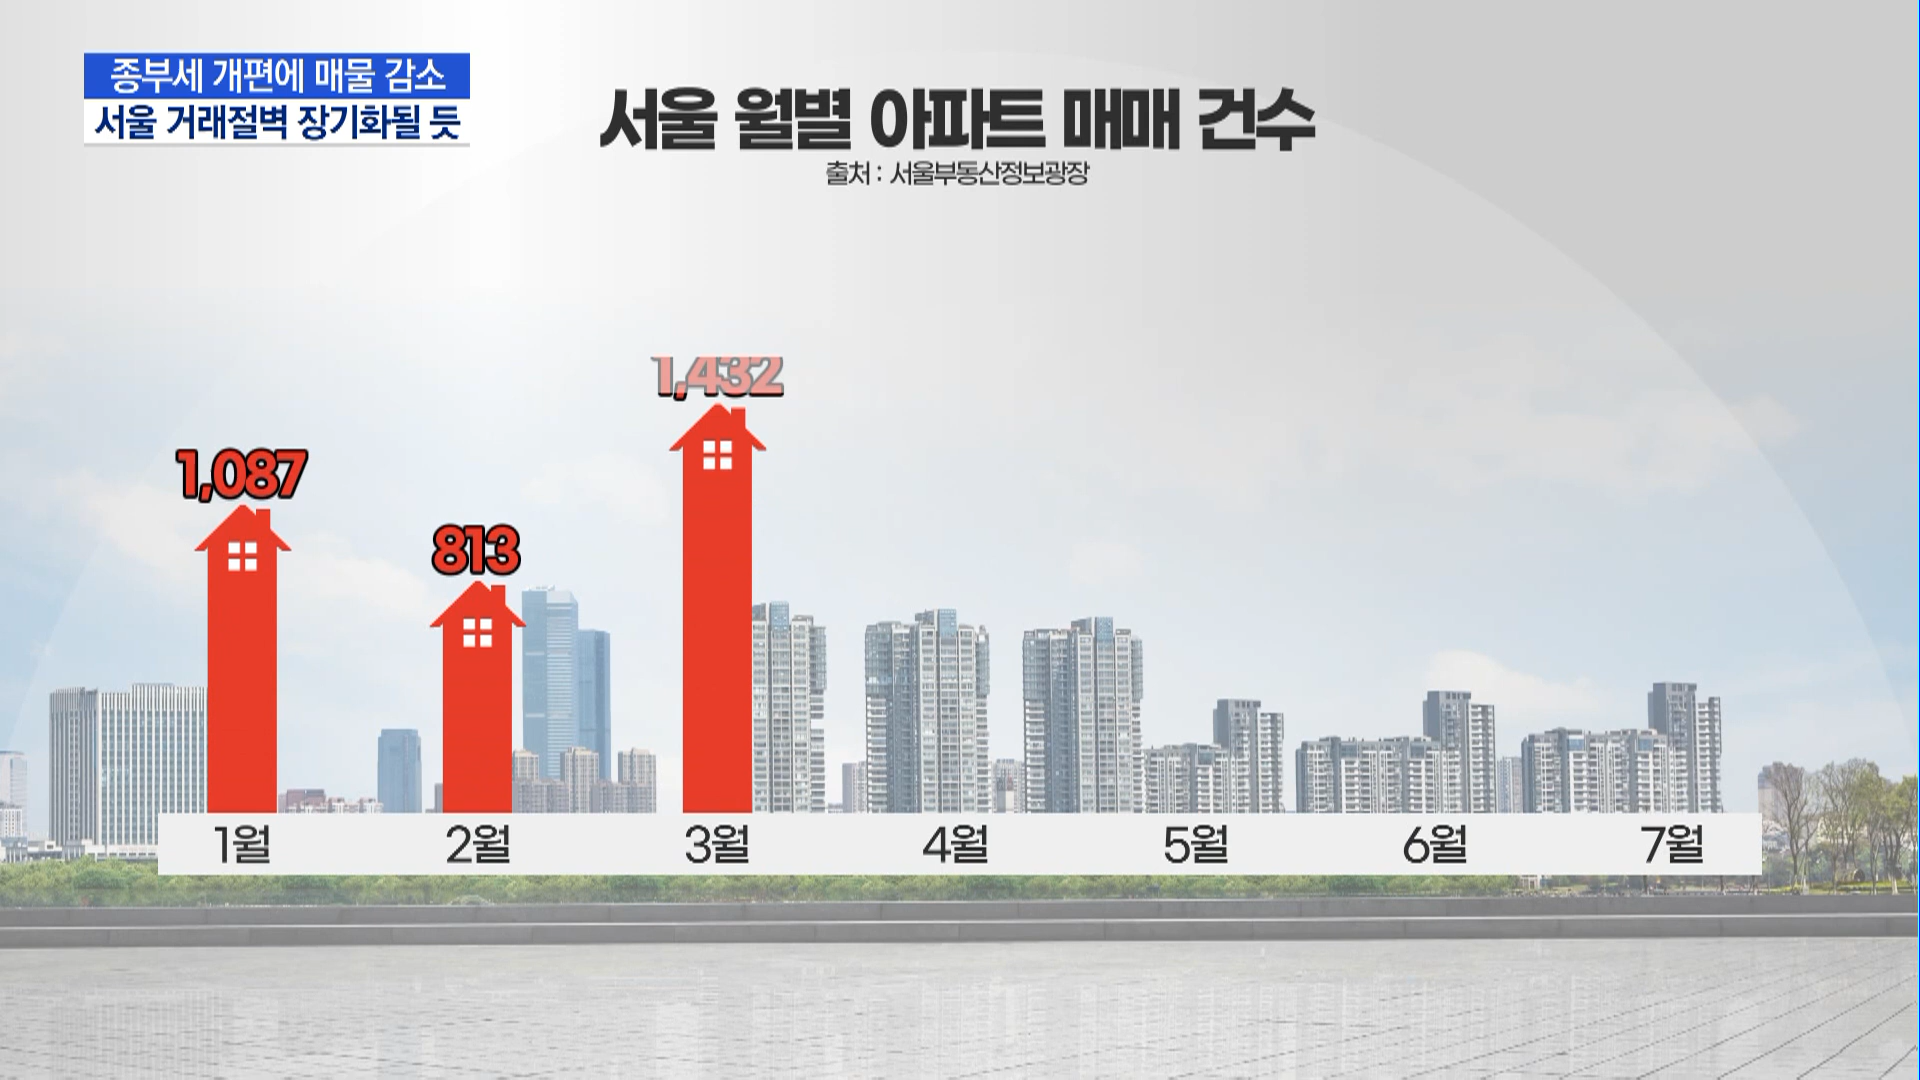 종부세 개편에 매물 감소
서울 거래절벽 장기화될 듯
서울 월별 아파트 매매 건수
출처 : 서울부동산정보광장
1,087
813
1,432
1월 2월 3월 4월 5월 6월 7월